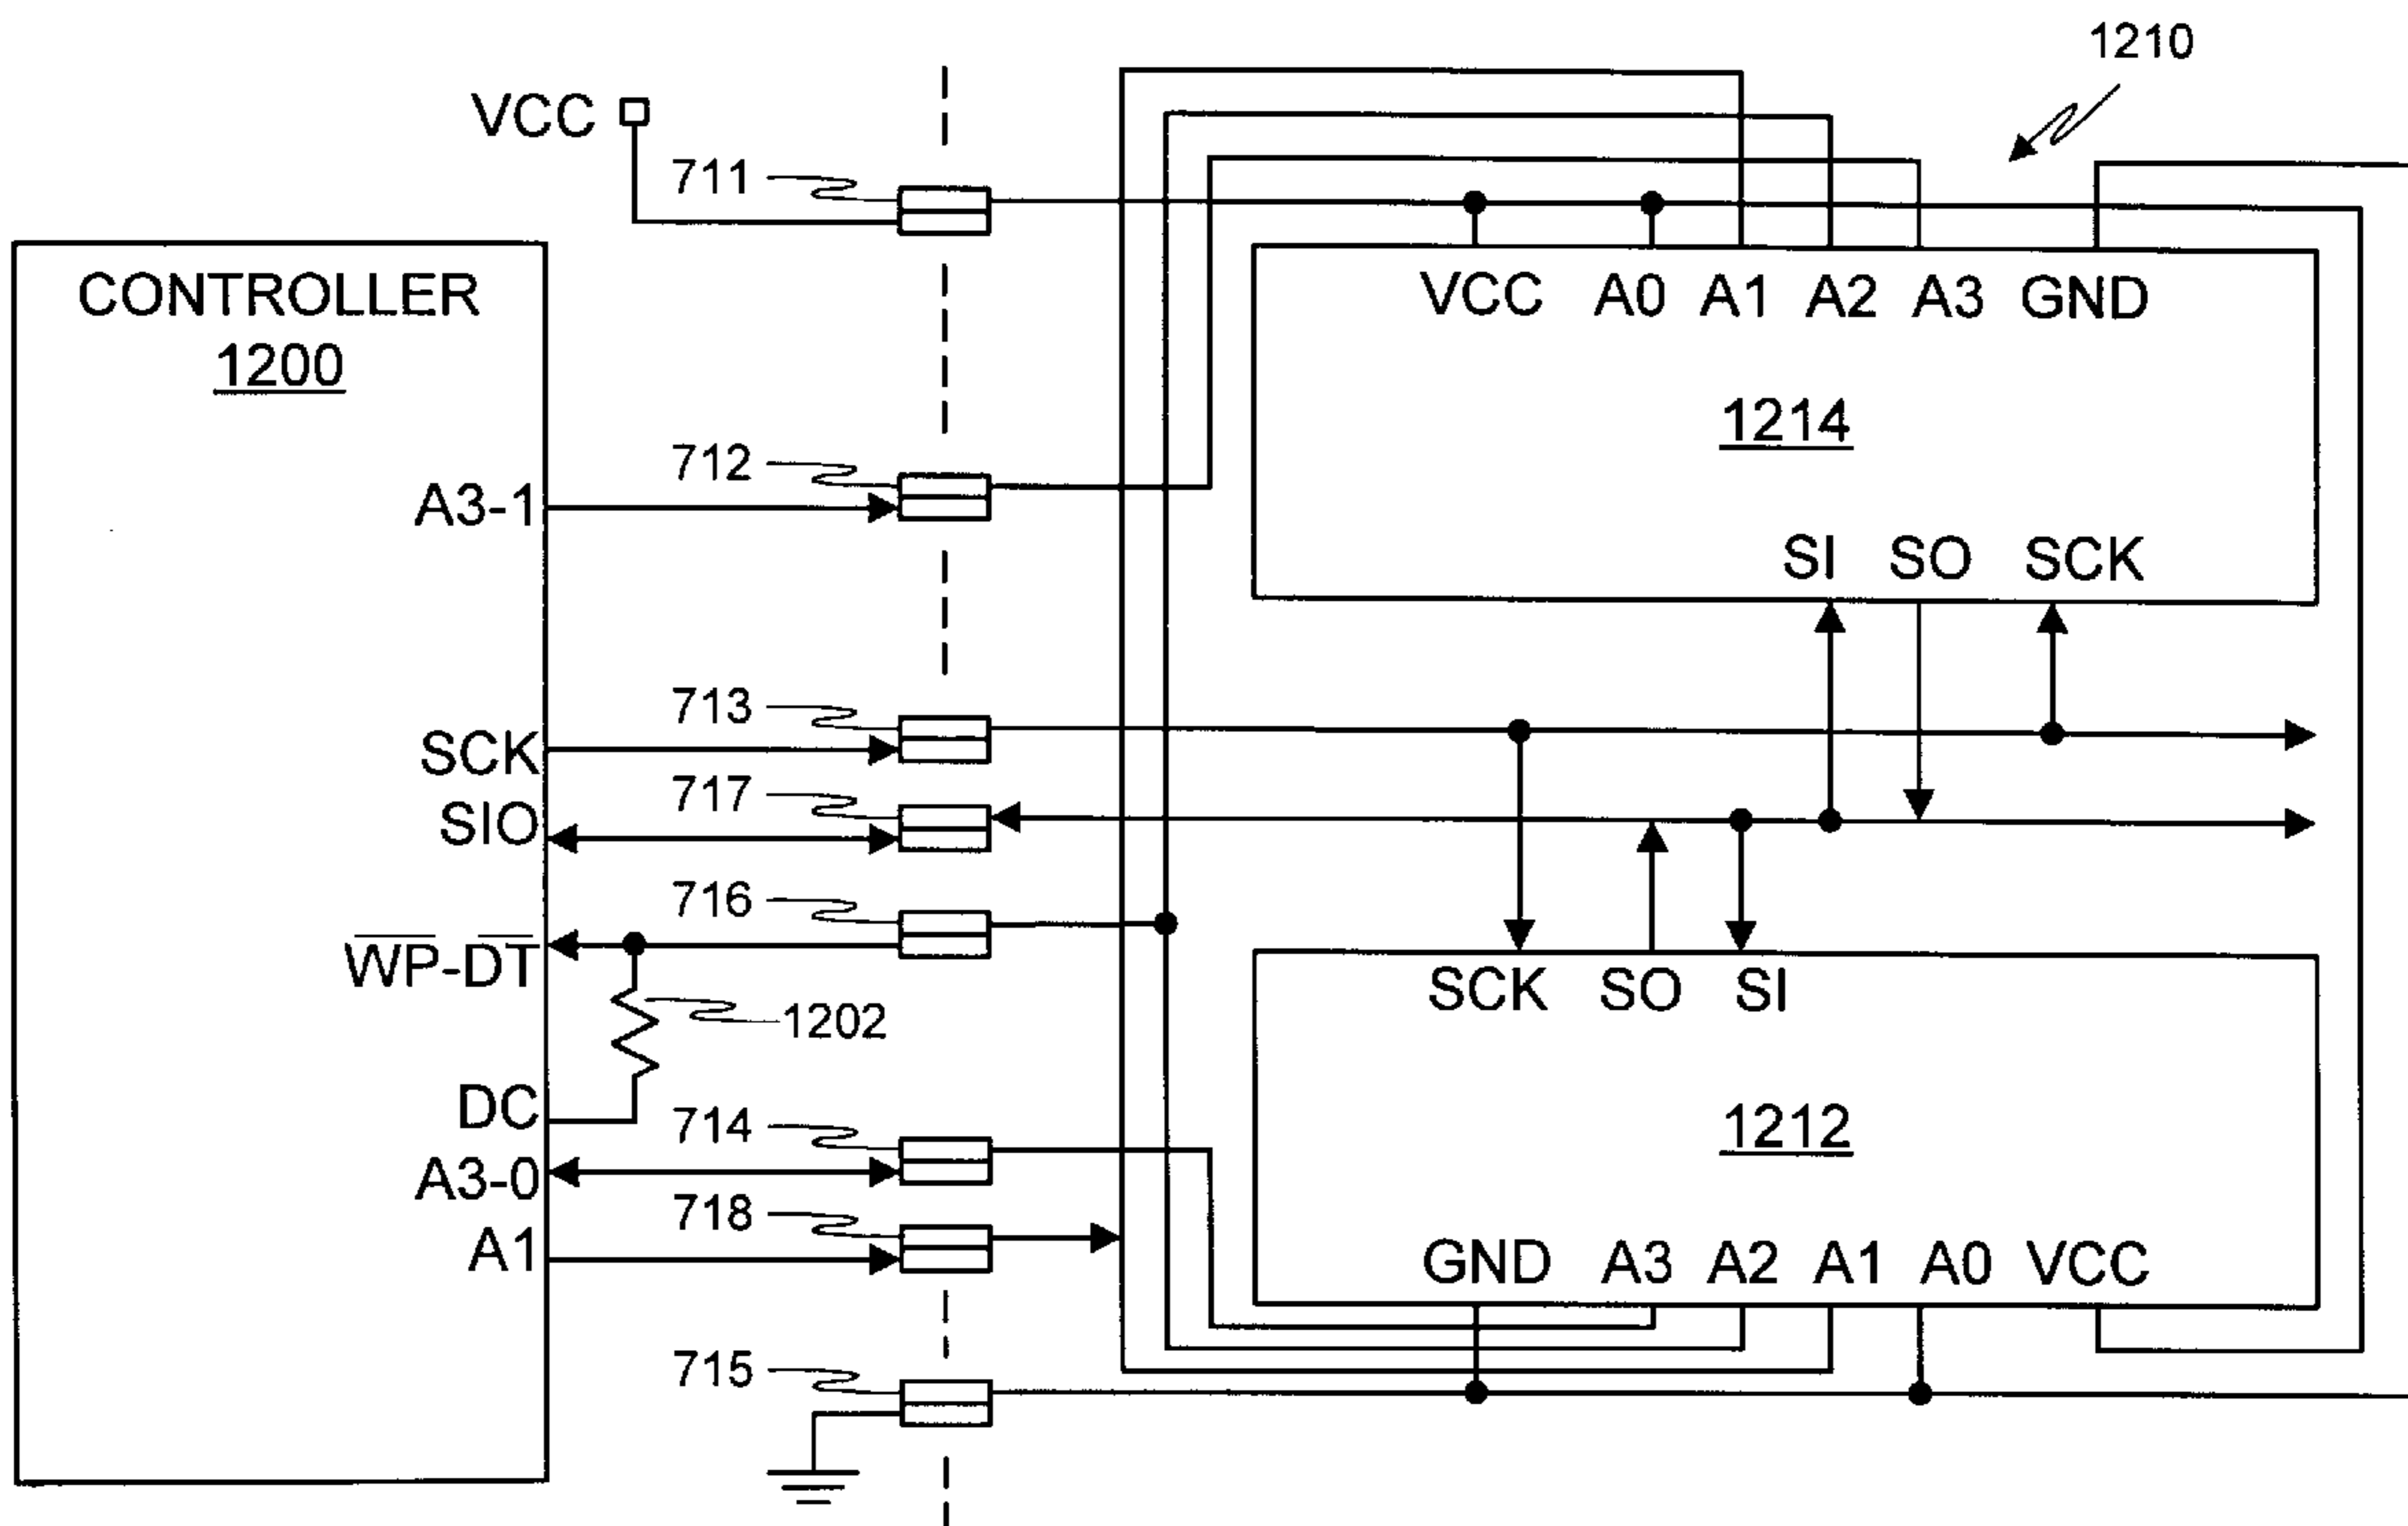 1210
VCC
711
CONTROLLER
1200
VCC A0 A1 A2 A3 GND
1214
712
A3-1
SI SO SCK
713
SCK
717
SIO
716
W̅P̅-D̅T̅
SCK SO SI
1202
DC
714
1212
A3-0
718
A1
GND A3 A2 A1 A0 VCC
715